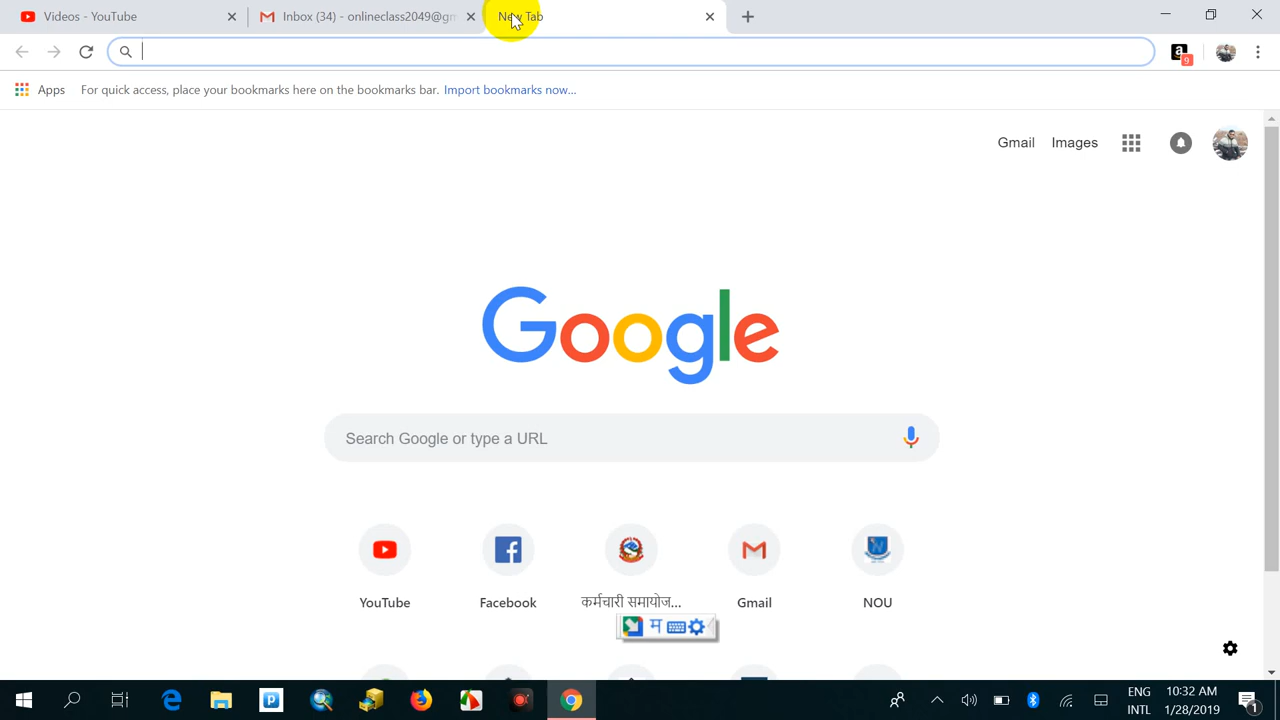 Videos - YouTube
Inbox (34) - onlineclass2049@gm
New Tab
9
Apps
For quick access, place your bookmarks here on the bookmarks bar. Import bookmarks now...
Gmail
Images
Google
Search Google or type a URL
YouTube
Facebook
कर्मचारी समायोज...
Gmail
NOU
म
ENG
INTL
10:32 AM
1/28/2019
1